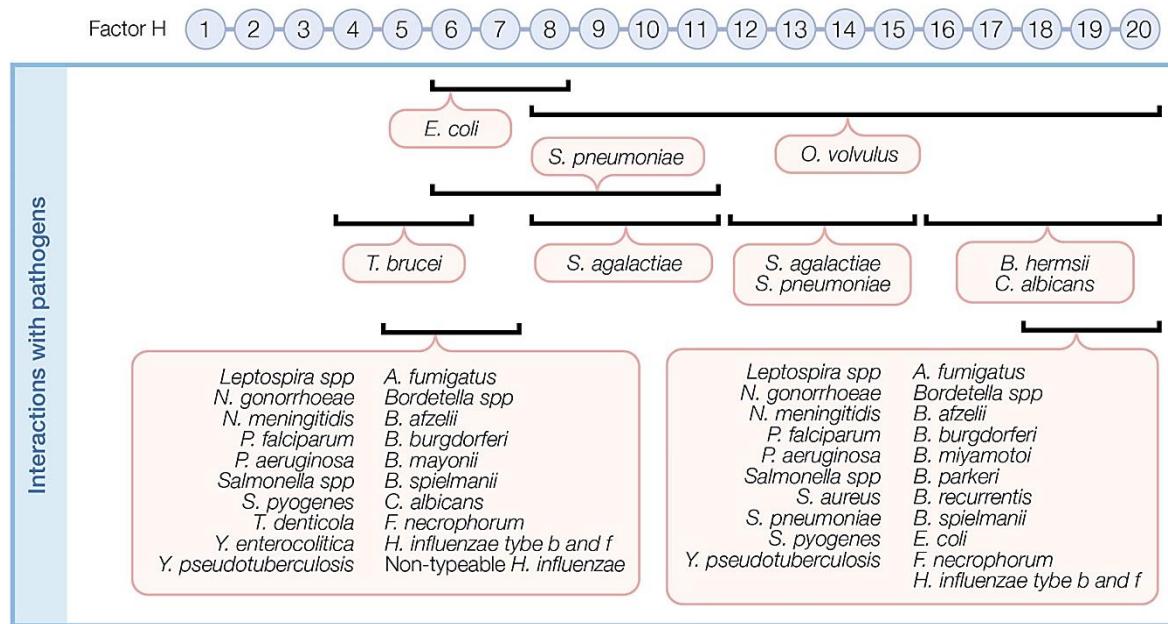 Factor H 1 2 3 4 5 6 7 8 9 10 11 12 13 14 15 16 17 18 19 20
Interactions with pathogens
E. coli
O. volvulus
S. pneumoniae
T. brucei
S. agalactiae
S. agalactiae
S. pneumoniae
B. hermsii
C. albicans
Leptospira spp A. fumigatus
N. gonorrhoeae Bordetella spp
N. meningitidis B. afzelii
P. falciparum B. burgdorferi
P. aeruginosa B. mayonii
Salmonella spp B. spielmanii
S. pyogenes C. albicans
T. denticola F. necrophorum
Y. enterocolitica H. influenzae tybe b and f
Y. pseudotuberculosis Non-typeable H. influenzae
Leptospira spp A. fumigatus
N. gonorrhoeae Bordetella spp
N. meningitidis B. afzelii
P. falciparum B. burgdorferi
P. aeruginosa B. miyamotoi
Salmonella spp B. parkeri
S. aureus B. recurrentis
S. pneumoniae B. spielmanii
S. pyogenes E. coli
Y. pseudotuberculosis F. necrophorum
H. influenzae tybe b and f